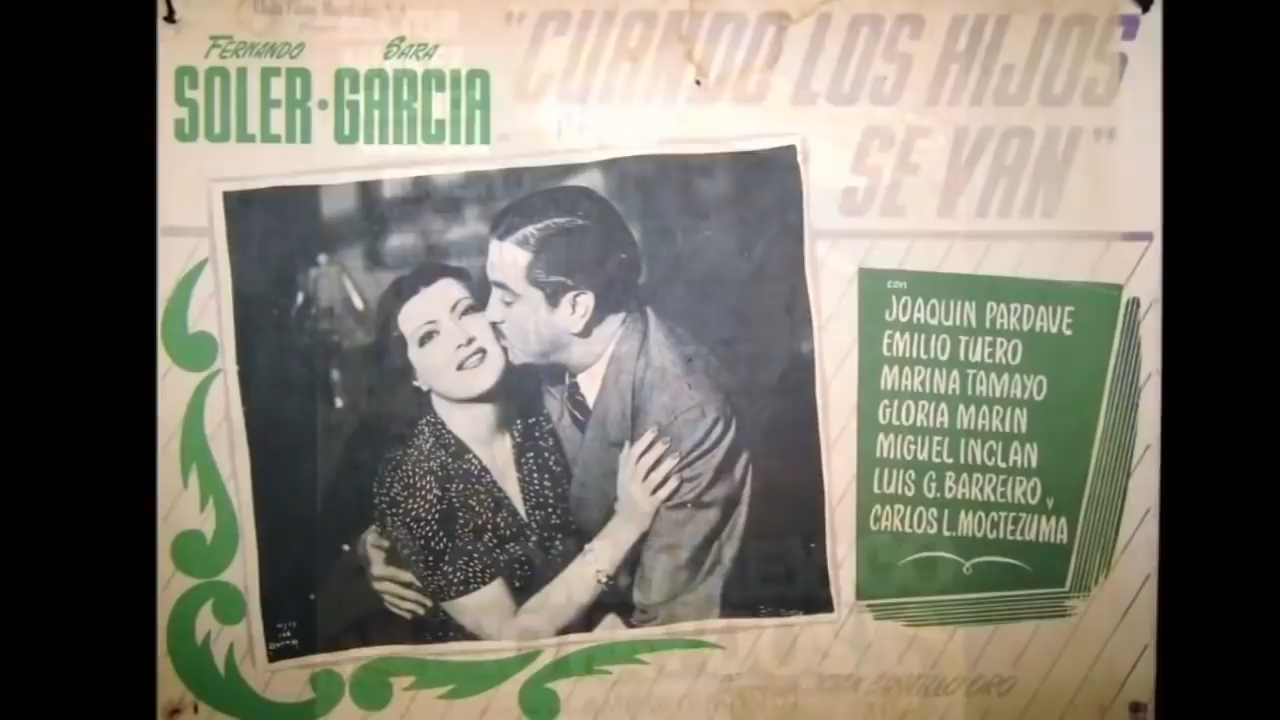 FERNANDO SARA
SOLER·GARCIA
"CUANDO LOS HIJOS
SE VAN"
CON
JOAQUIN PARDAVE
EMILIO TUERO
MARINA TAMAYO
GLORIA MARIN
MIGUEL INCLAN
LUIS G. BARREIRO y
CARLOS L. MOCTEZUMA
ORO